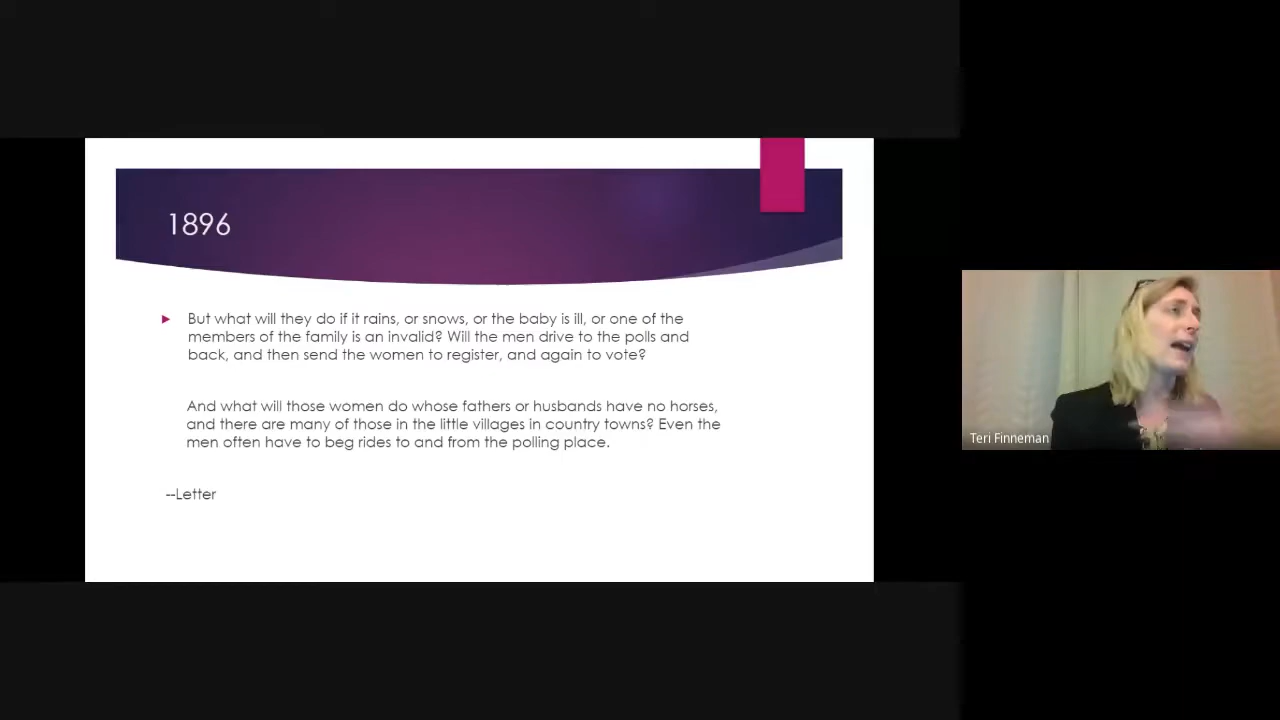 1896
But what will they do if it rains, or snows, or the baby is ill, or one of the
members of the family is an invalid? Will the men drive to the polls and
back, and then send the women to register, and again to vote?
And what will those women do whose fathers or husbands have no horses,
and there are many of those in the little villages in country towns? Even the
men often have to beg rides to and from the polling place.
--Letter
Teri Finneman